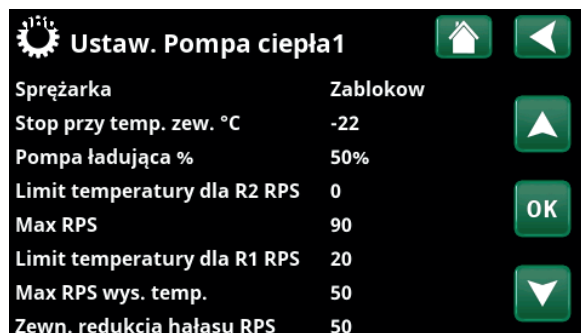 Ustaw. Pompa ciepła1
Sprężarka Zablokow
Stop przy temp. zew. °C -22
Pompa ładująca % 50%
Limit temperatury dla R2 RPS 0
Max RPS 90
OK
Limit temperatury dla R1 RPS 20
Max RPS wys. temp. 50
Zewn. redukcja hałasu RPS 50